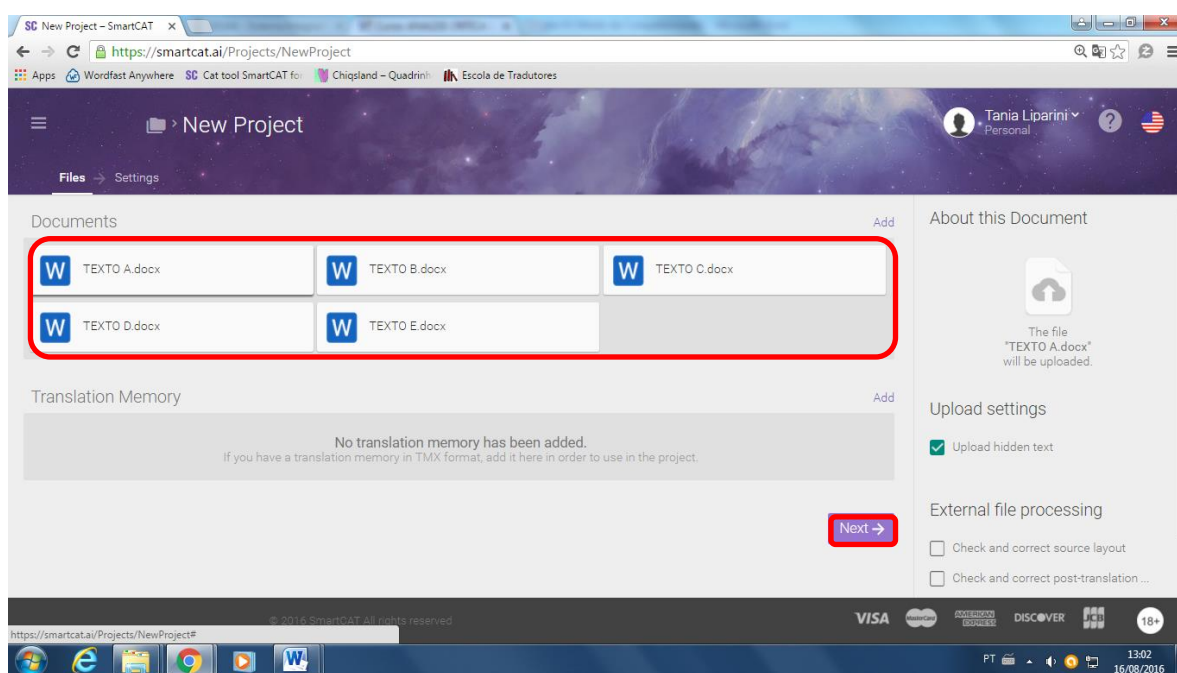 SC New Project – SmartCAT ×
https://smartcat.ai/Projects/NewProject
Apps Wordfast Anywhere SC Cat tool SmartCAT fo Chiqsland – Quadrinh Escola de Tradutores
New Project
Tania Liparini
Personal
?
Files → Settings
Documents Add
W TEXTO A.docx W TEXTO B.docx W TEXTO C.docx
W TEXTO D.docx W TEXTO E.docx
Translation Memory Add
No translation memory has been added.
If you have a translation memory in TMX format, add it here in order to use in the project.
Next →
About this Document
The file
"TEXTO A.docx"
will be uploaded.
Upload settings
Upload hidden text
External file processing
Check and correct source layout
Check and correct post-translation ...
© 2016 SmartCAT All rights reserved
VISA MasterCard AMERICAN EXPRESS DISCOVER JCB 18+
https://smartcat.ai/Projects/NewProject#
PT 13:02
16/08/2016